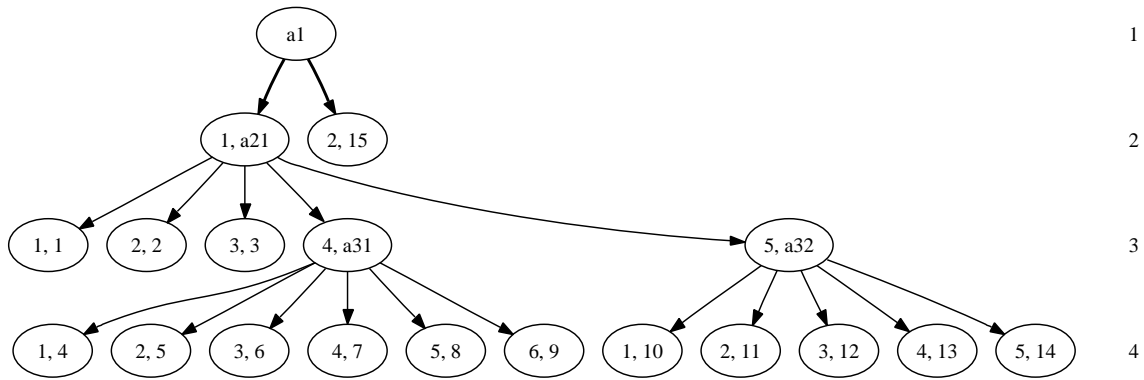 a1 1
1, a21 2, 15 2
1, 1 2, 2 3, 3 4, a31 5, a32 3
1, 4 2, 5 3, 6 4, 7 5, 8 6, 9 1, 10 2, 11 3, 12 4, 13 5, 14 4